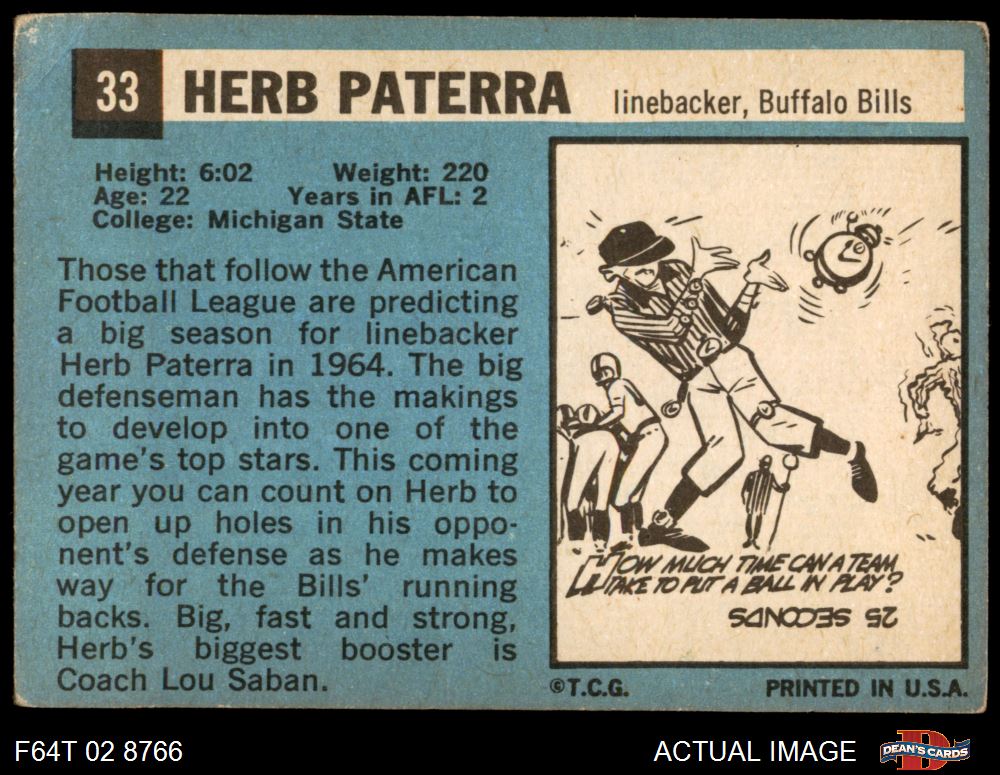 33 HERB PATERRA linebacker, Buffalo Bills
Height: 6:02 Weight: 220
Age: 22 Years in AFL: 2
College: Michigan State
Those that follow the American
Football League are predicting
a big season for linebacker
Herb Paterra in 1964. The big
defenseman has the makings
to develop into one of the
game's top stars. This coming
year you can count on Herb to
open up holes in his oppo-
nent's defense as he makes
way for the Bills' running
backs. Big, fast and strong,
Herb's biggest booster is
Coach Lou Saban.
HOW MUCH TIME CAN A TEAM
TAKE TO PUT A BALL IN PLAY?
25 SECONDS
©T.C.G. PRINTED IN U.S.A.
F64T 02 8766 ACTUAL IMAGE DEAN'S CARDS